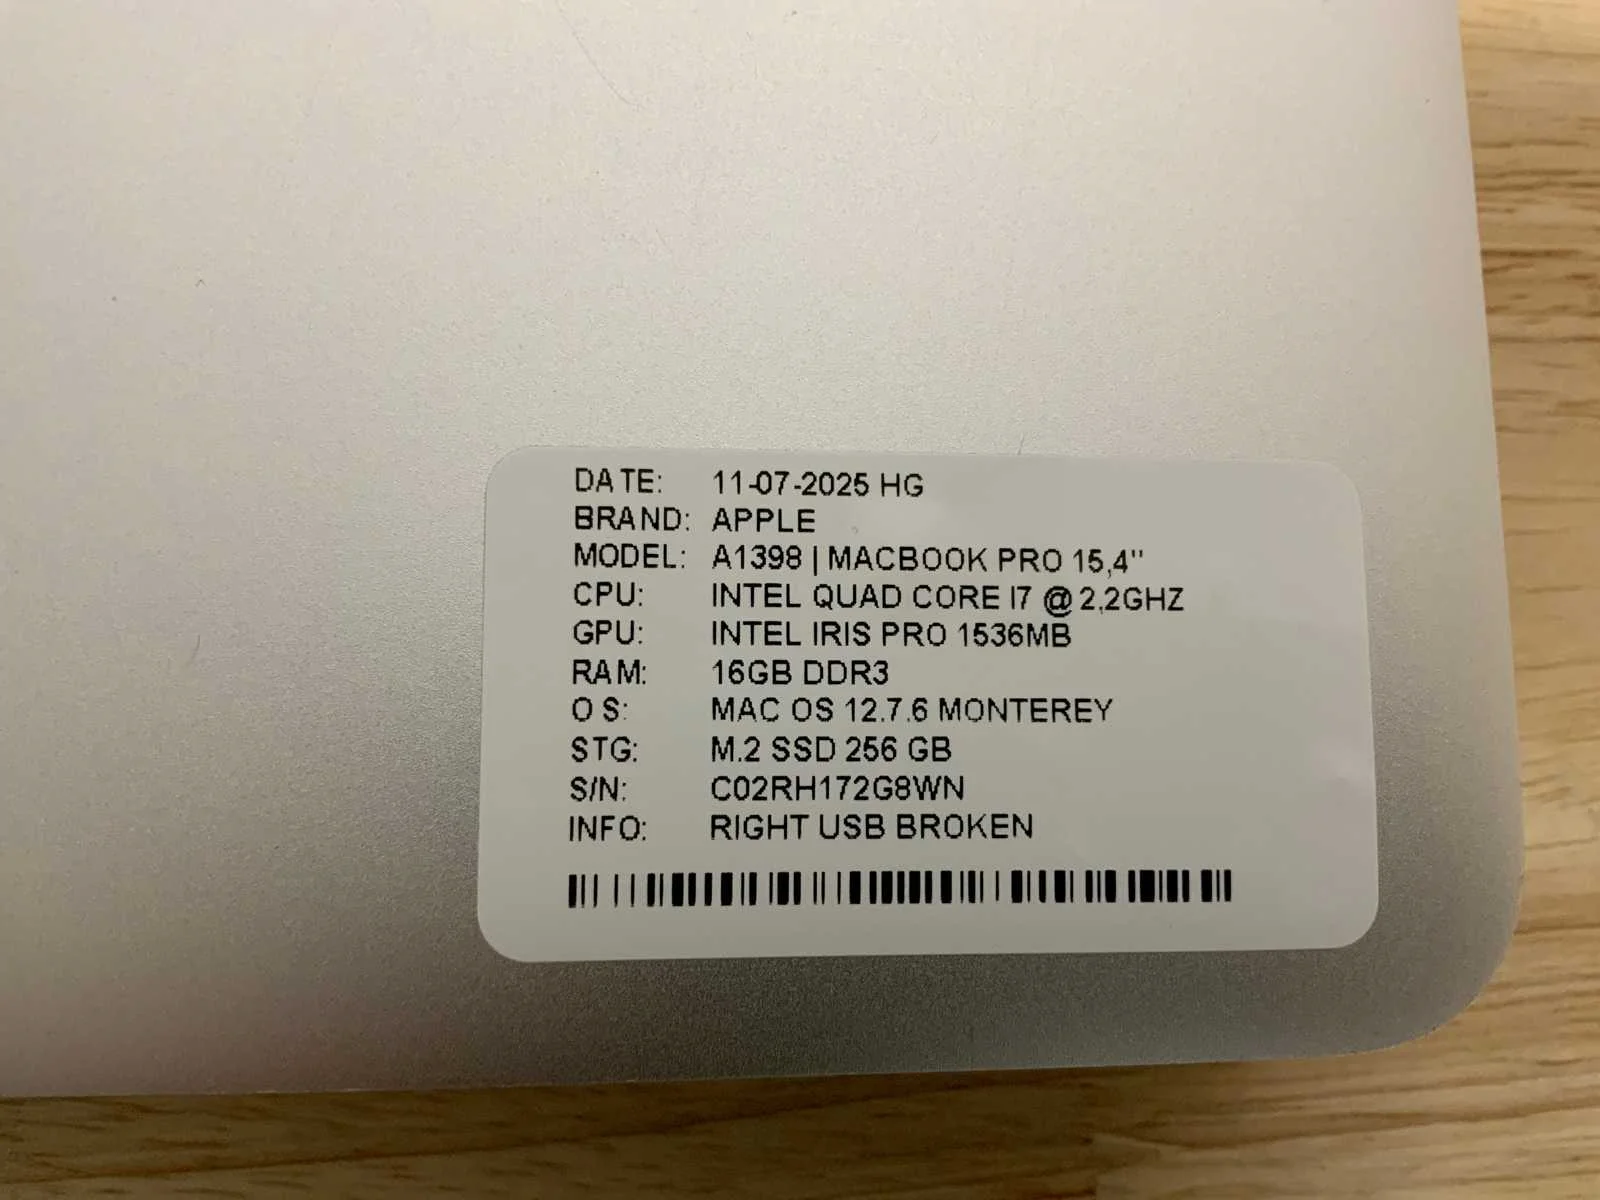 DATE: 11-07-2025 HG
BRAND: APPLE
MODEL: A1398 | MACBOOK PRO 15,4"
CPU: INTEL QUAD CORE I7 @ 2,2GHZ
GPU: INTEL IRIS PRO 1536MB
RAM: 16GB DDR3
OS: MAC OS 12.7.6 MONTEREY
STG: M.2 SSD 256 GB
S/N: C02RH172G8WN
INFO: RIGHT USB BROKEN